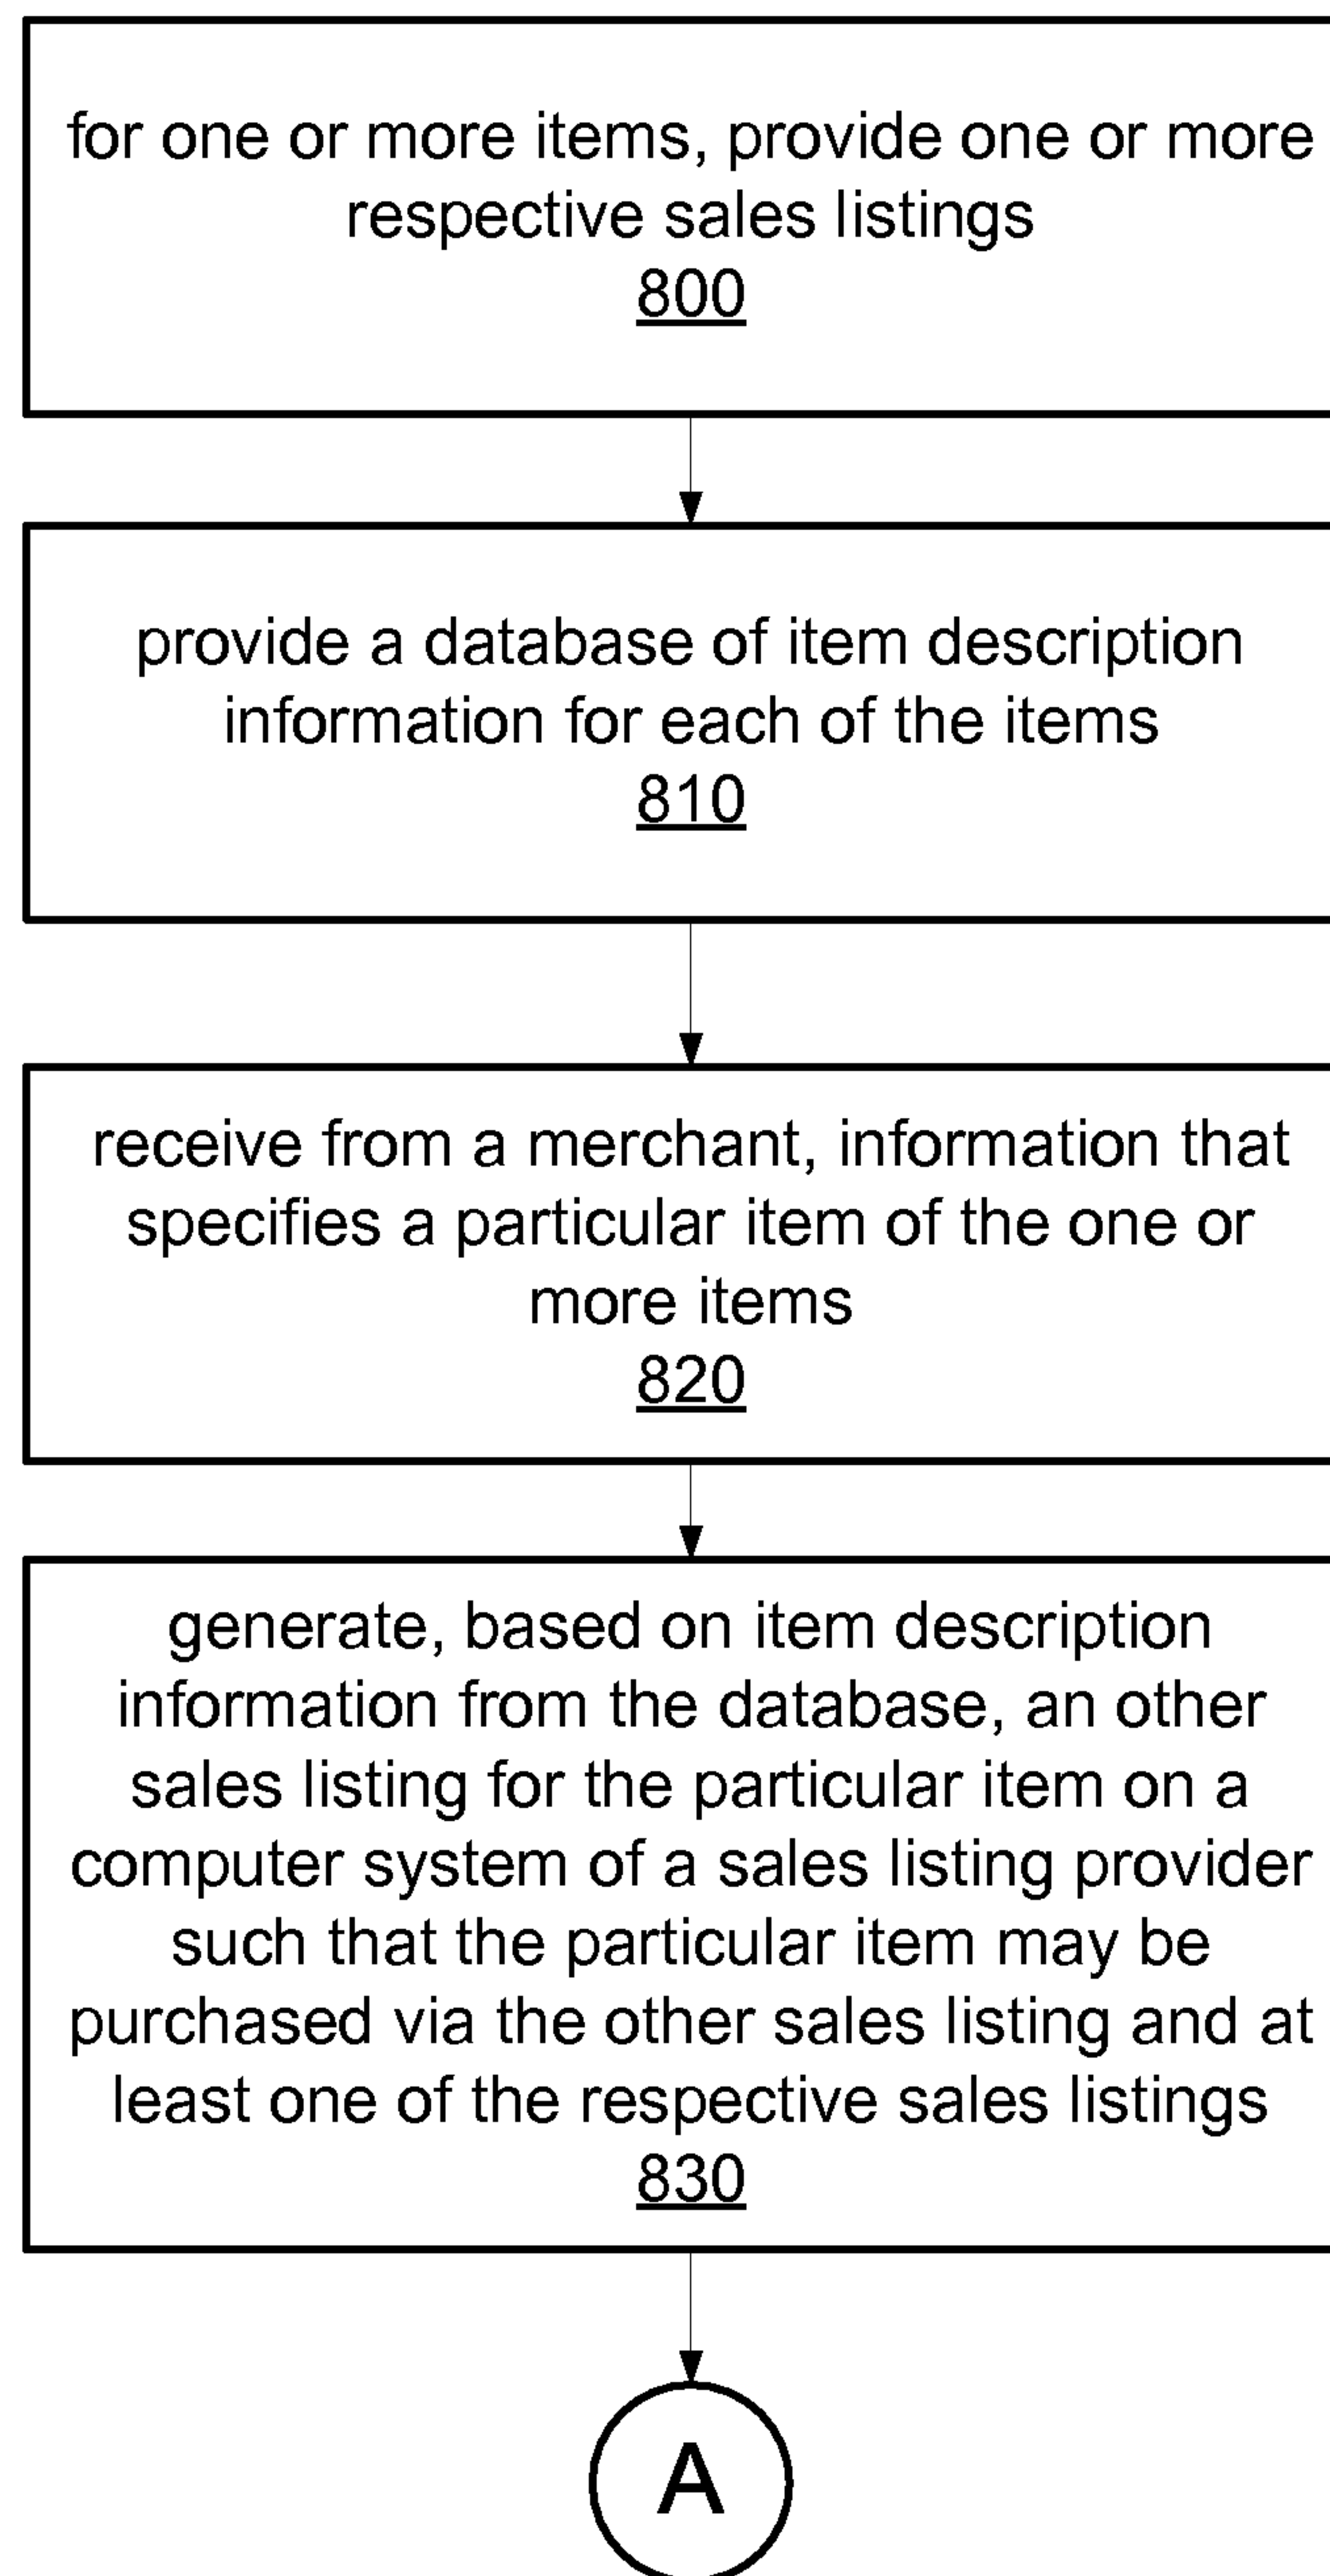 for one or more items, provide one or more
respective sales listings
800
provide a database of item description
information for each of the items
810
receive from a merchant, information that
specifies a particular item of the one or
more items
820
generate, based on item description
information from the database, an other
sales listing for the particular item on a
computer system of a sales listing provider
such that the particular item may be
purchased via the other sales listing and at
least one of the respective sales listings
830
A